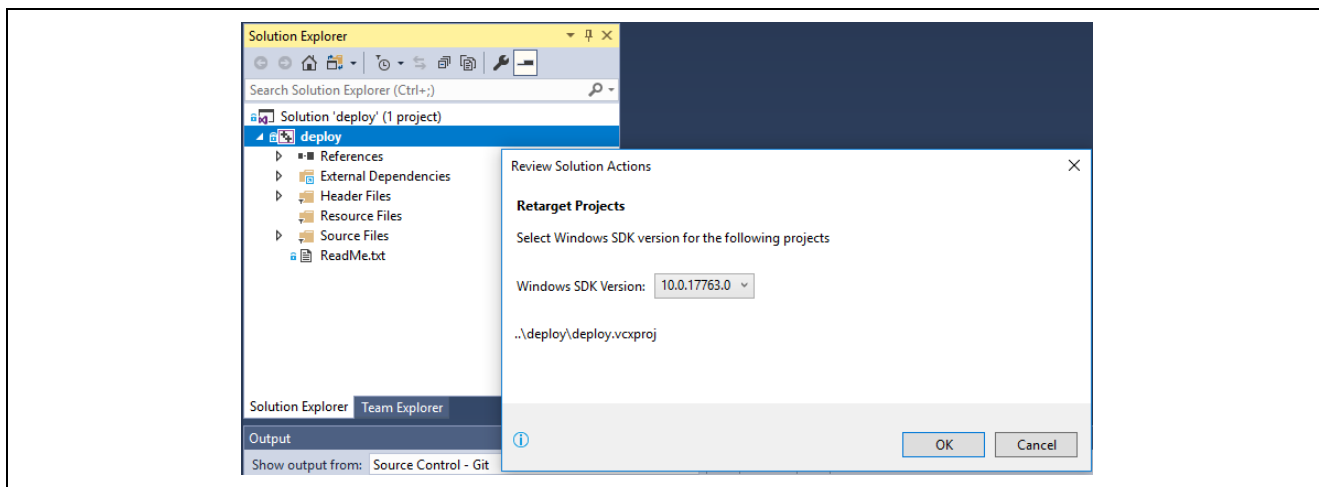 Solution Explorer
Search Solution Explorer (Ctrl+;)
Solution 'deploy' (1 project)
deploy
References
External Dependencies
Header Files
Resource Files
Source Files
ReadMe.txt
Solution Explorer Team Explorer
Output
Show output from: Source Control - Git
Review Solution Actions
Retarget Projects
Select Windows SDK version for the following projects
Windows SDK Version: 10.0.17763.0
..\deploy\deploy.vcxproj
OK Cancel